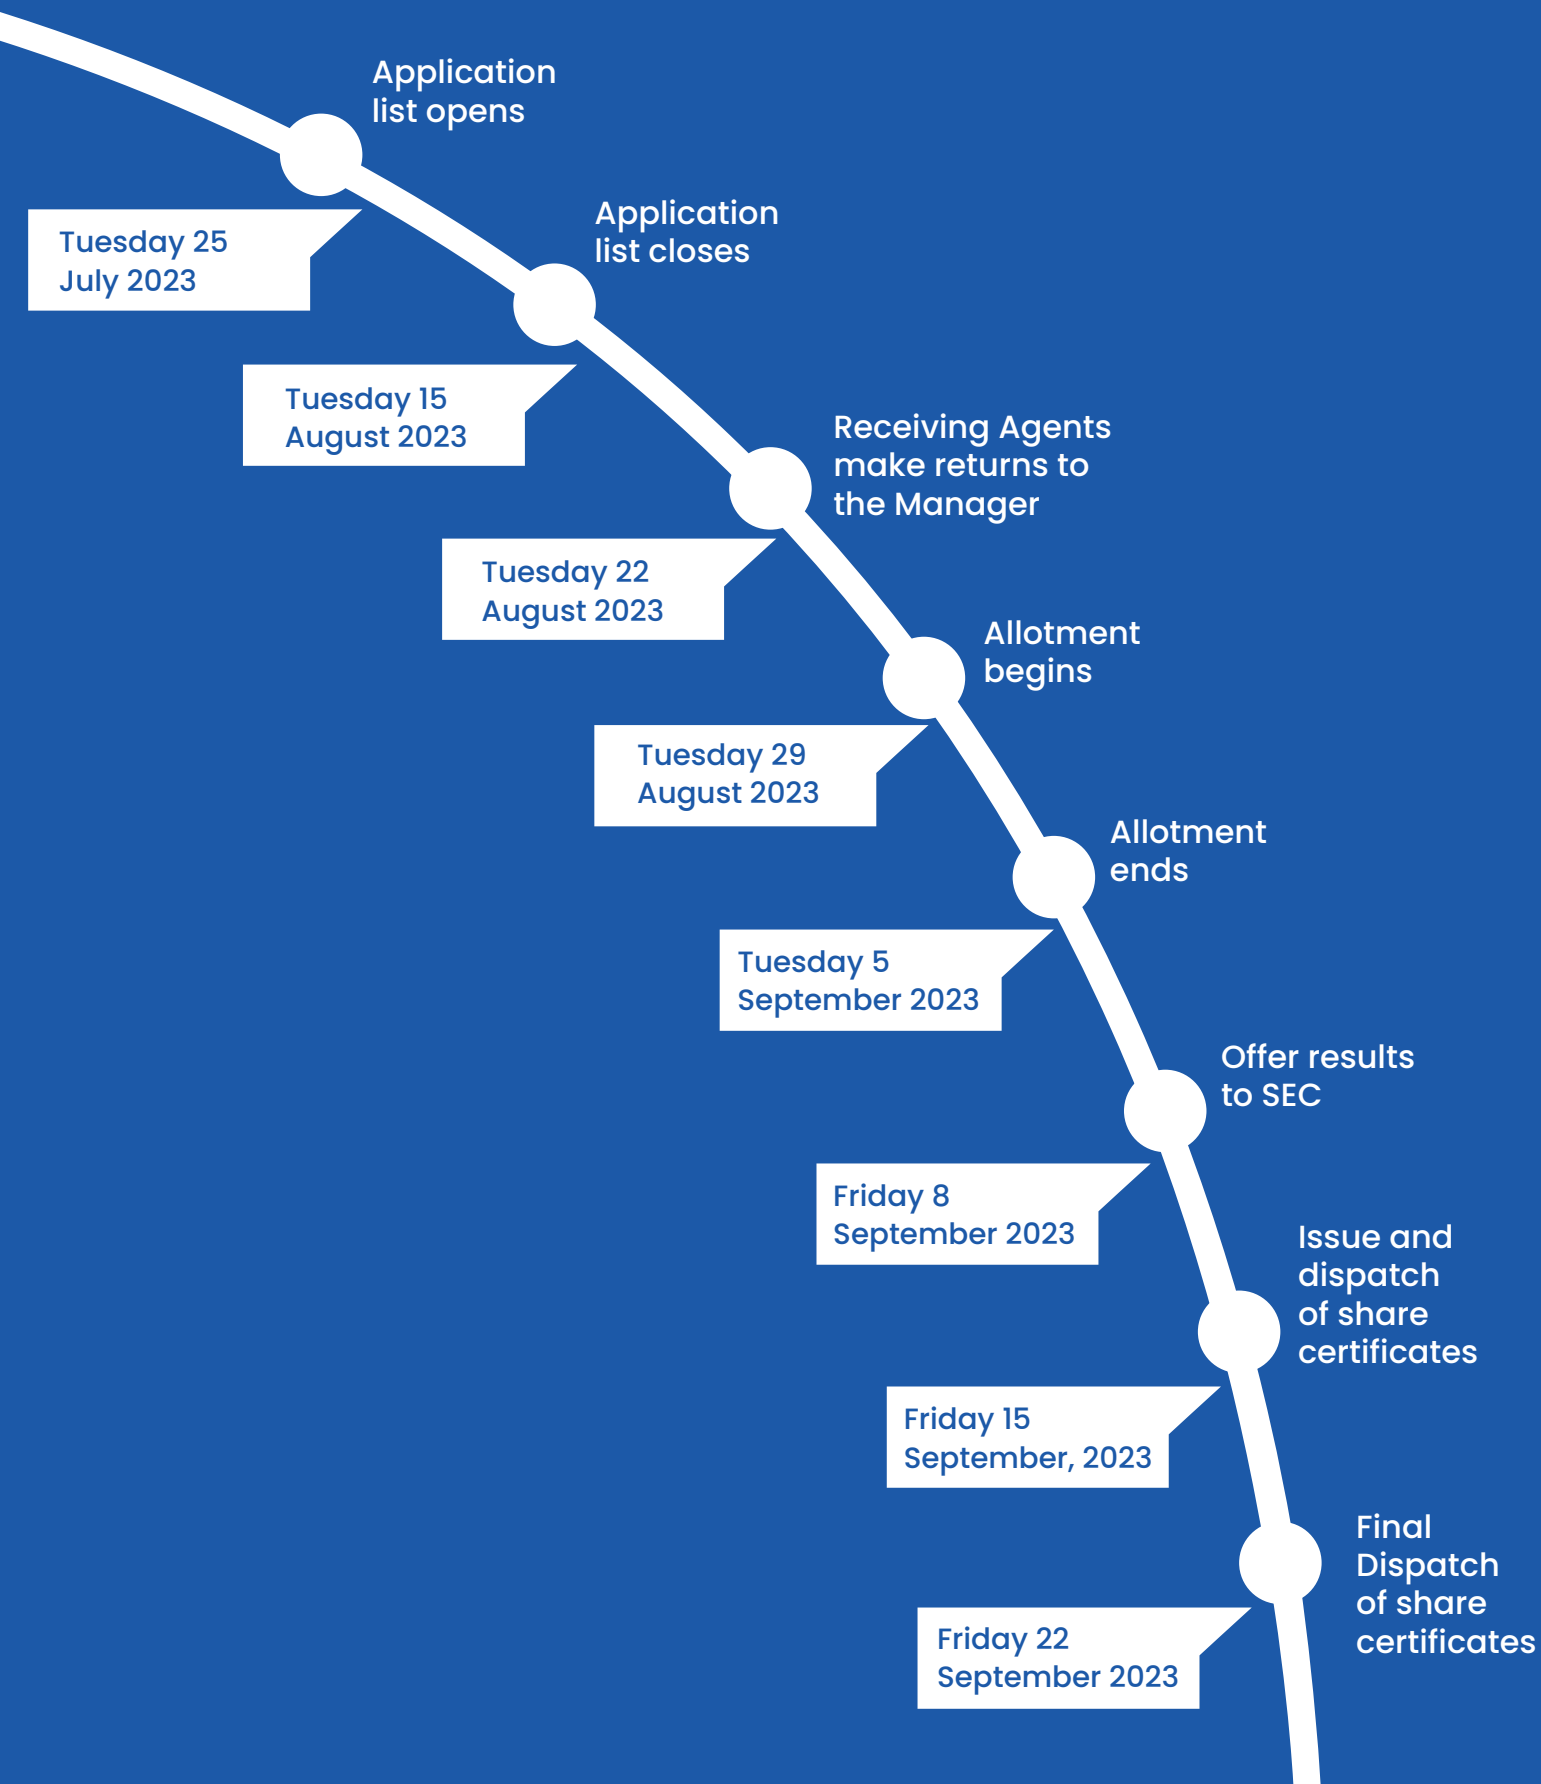 Application
list opens
Tuesday 25
July 2023
Application
list closes
Tuesday 15
August 2023
Receiving Agents
make returns to
the Manager
Tuesday 22
August 2023
Allotment
begins
Tuesday 29
August 2023
Allotment
ends
Tuesday 5
September 2023
Offer results
to SEC
Friday 8
September 2023
Issue and
dispatch
of share
certificates
Friday 15
September, 2023
Final
Dispatch
of share
certificates
Friday 22
September 2023